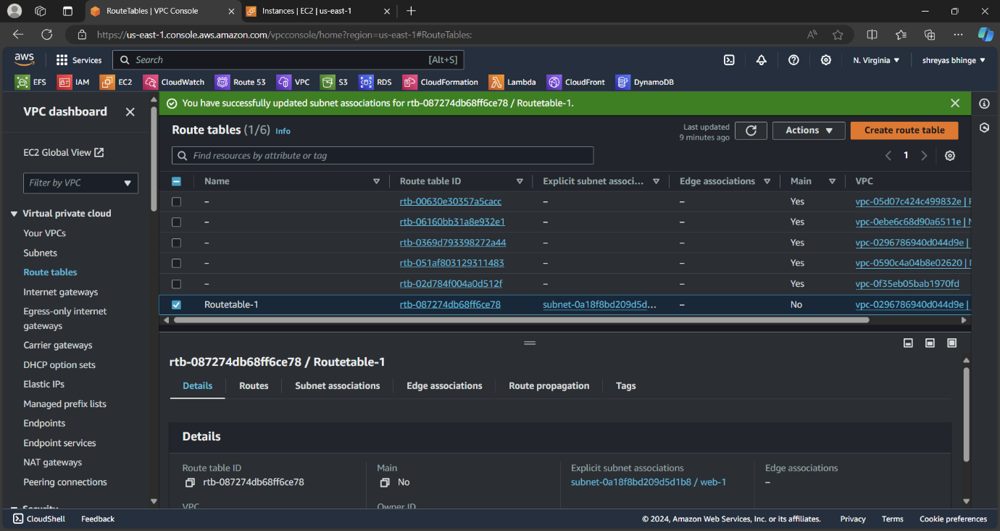 RouteTables | VPC Console
Instances | EC2 | us-east-1
https://us-east-1.console.aws.amazon.com/vpcconsole/home?region=us-east-1#RouteTables:
aws
Services
Search
[Alt+S]
N. Virginia
shreyas bhinge
EFS
IAM
EC2
CloudWatch
Route 53
VPC
S3
RDS
CloudFormation
Lambda
CloudFront
DynamoDB
VPC dashboard
EC2 Global View
Filter by VPC
Virtual private cloud
Your VPCs
Subnets
Route tables
Internet gateways
Egress-only internet
gateways
Carrier gateways
DHCP option sets
Elastic IPs
Managed prefix lists
Endpoints
Endpoint services
NAT gateways
Peering connections
Security
You have successfully updated subnet associations for rtb-087274db68ff6ce78 / Routetable-1.
Route tables (1/6) Info
Last updated
9 minutes ago
Actions
Create route table
Find resources by attribute or tag
1
Name Route table ID Explicit subnet associ... Edge associations Main VPC
– rtb-00630e30357a5cacc – – Yes vpc-05d07c424c499832e |
– rtb-06160bb31a8e932e1 – – Yes vpc-0ebe6c68d90a6511e |
– rtb-0369d793398272a44 – – Yes vpc-0296786940d044d9e |
– rtb-051af803129311483 – – Yes vpc-0590c4a04b8e02620 |
– rtb-02d784f004a0d512f – – Yes vpc-0f35eb05bab1970fd
Routetable-1 rtb-087274db68ff6ce78 subnet-0a18f8bd209d5d... – No vpc-0296786940d044d9e |
rtb-087274db68ff6ce78 / Routetable-1
Details
Routes
Subnet associations
Edge associations
Route propagation
Tags
Details
Route table ID
rtb-087274db68ff6ce78
Main
No
Explicit subnet associations
subnet-0a18f8bd209d5d1b8 / web-1
Edge associations
–
VPC
Owner ID
CloudShell
Feedback
© 2024, Amazon Web Services, Inc. or its affiliates.
Privacy
Terms
Cookie preferences